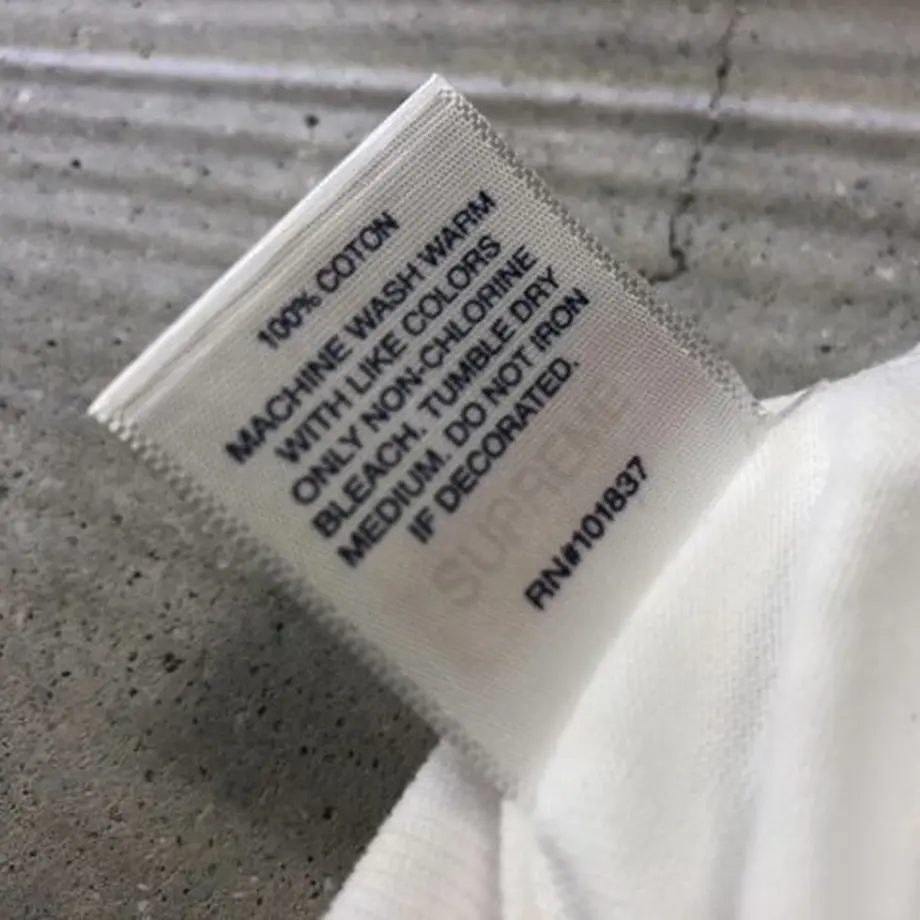 100% COTON
MACHINE WASH WARM
WITH LIKE COLORS
ONLY NON-CHLORINE
BLEACH. TUMBLE DRY
MEDIUM. DO NOT IRON
IF DECORATED.
SUPREME
RN#101837